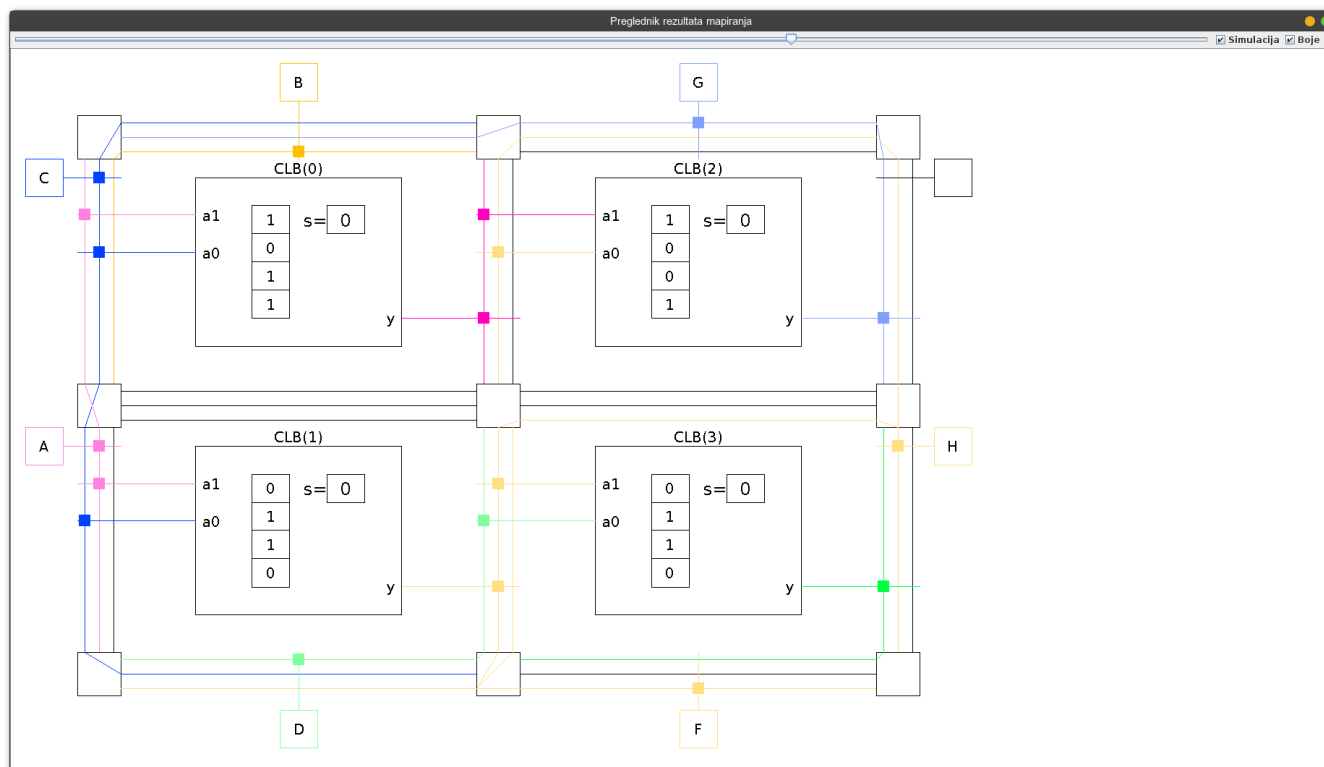 Preglednik rezultata mapiranja
Simulacija Boje
B G
CLB(0) CLB(2)
C
a1 1 s= 0 a1 1 s= 0
a0 0 a0 0
1 0
1 1
y y
CLB(1) CLB(3)
A H
a1 0 s= 0 a1 0 s= 0
a0 1 a0 1
1 1
0 0
y y
D F